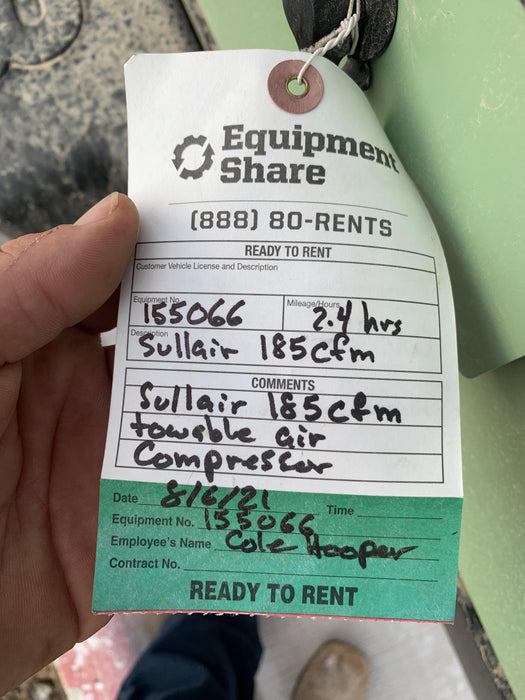 Equipment
Share
(888) 80-RENTS
READY TO RENT
Customer Vehicle License and Description
Equipment No. 155066 Mileage/Hours 2.4 hrs
Description Sullair 185cfm
COMMENTS
Sullair 185cfm
towable air
Compressor
Date 8/6/21 Time
Equipment No. 155066
Employee's Name Cole Hooper
Contract No.
READY TO RENT